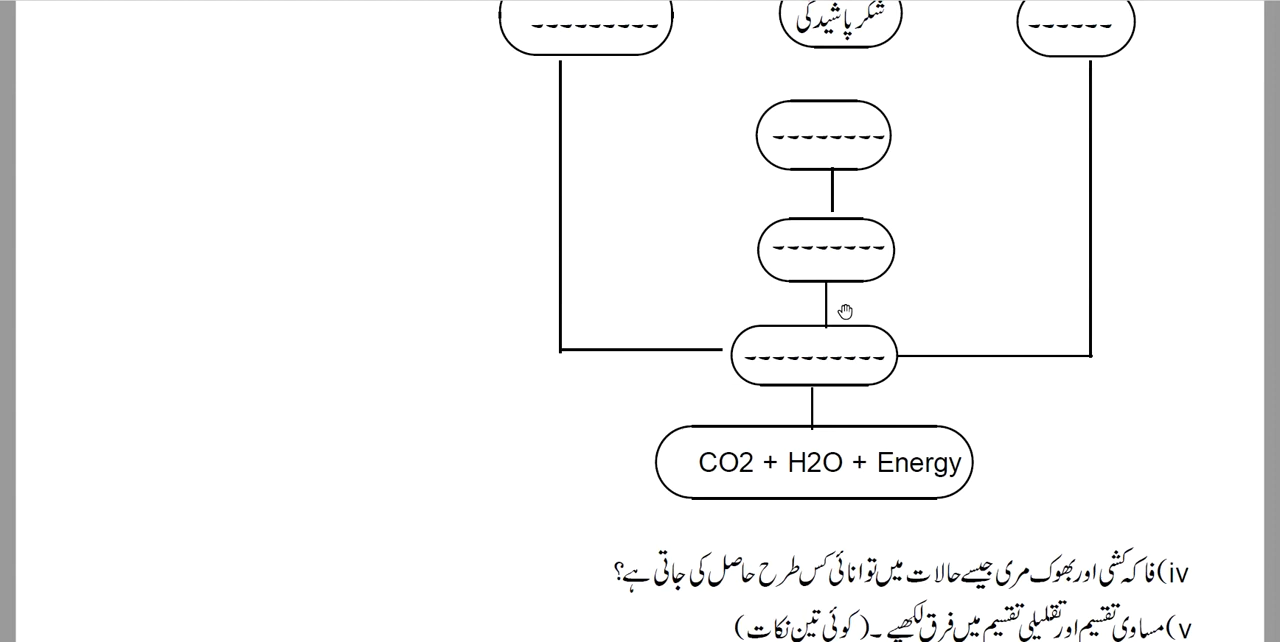 شکر پاشیدگی
CO2 + H2O + Energy
iv) فاکہ کشی اور بھوک مری جیسے حالات میں توانائی کس طرح حاصل کی جاتی ہے؟
v) مساوی تقسیم اور تقلیلی تقسیم میں فرق لکھیے ۔( کوئی تین نکات )